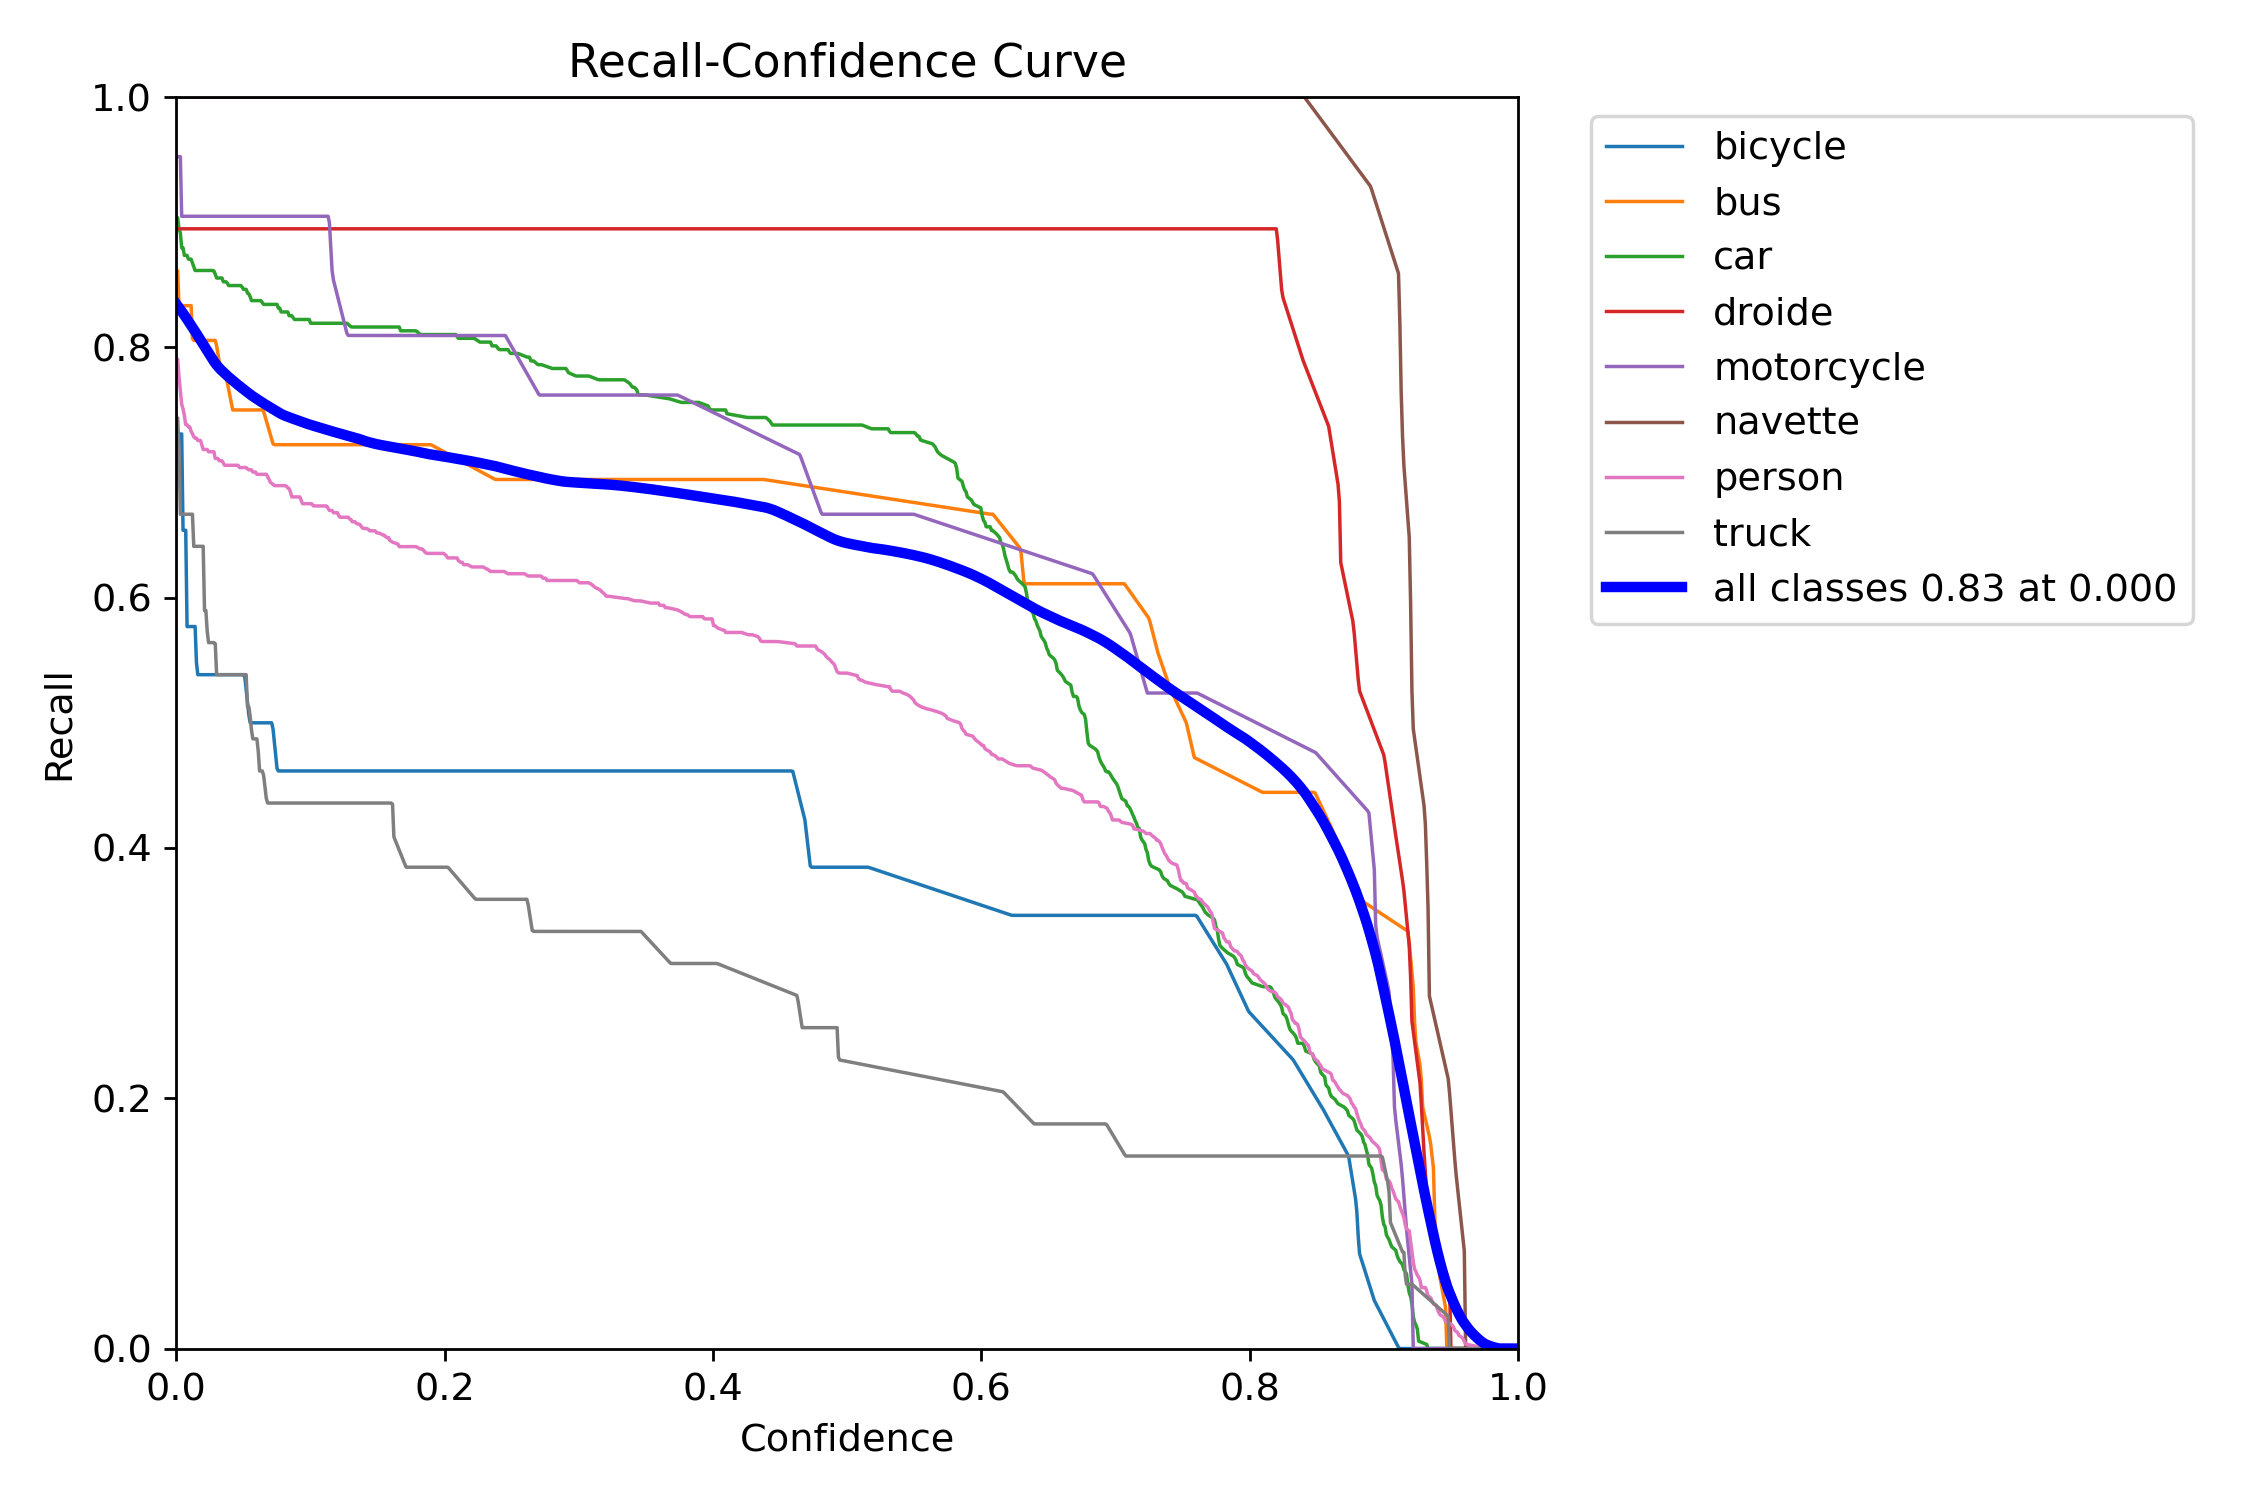 Recall-Confidence Curve
1.0
0.8
0.6
0.4
0.2
0.0
Recall
0.0 0.2 0.4 0.6 0.8 1.0
Confidence
bicycle
bus
car
droide
motorcycle
navette
person
truck
all classes 0.83 at 0.000